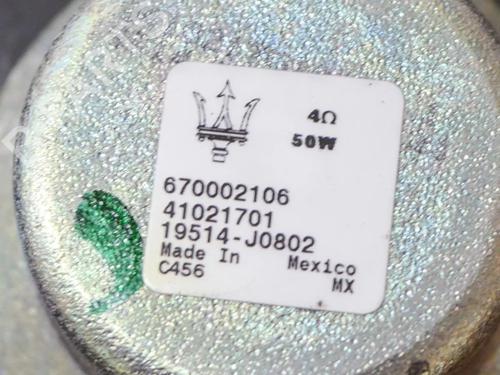 4Ω
50W
670002106
41021701
19514-J0802
Made In Mexico
C456 MX